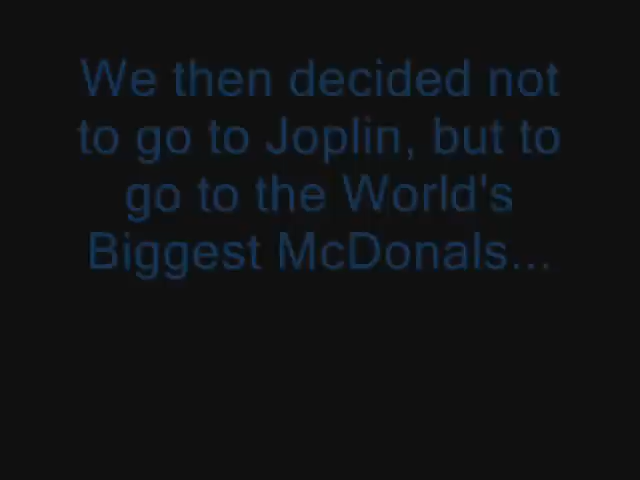 We then decided not
to go to Joplin, but to
go to the World's
Biggest McDonals...